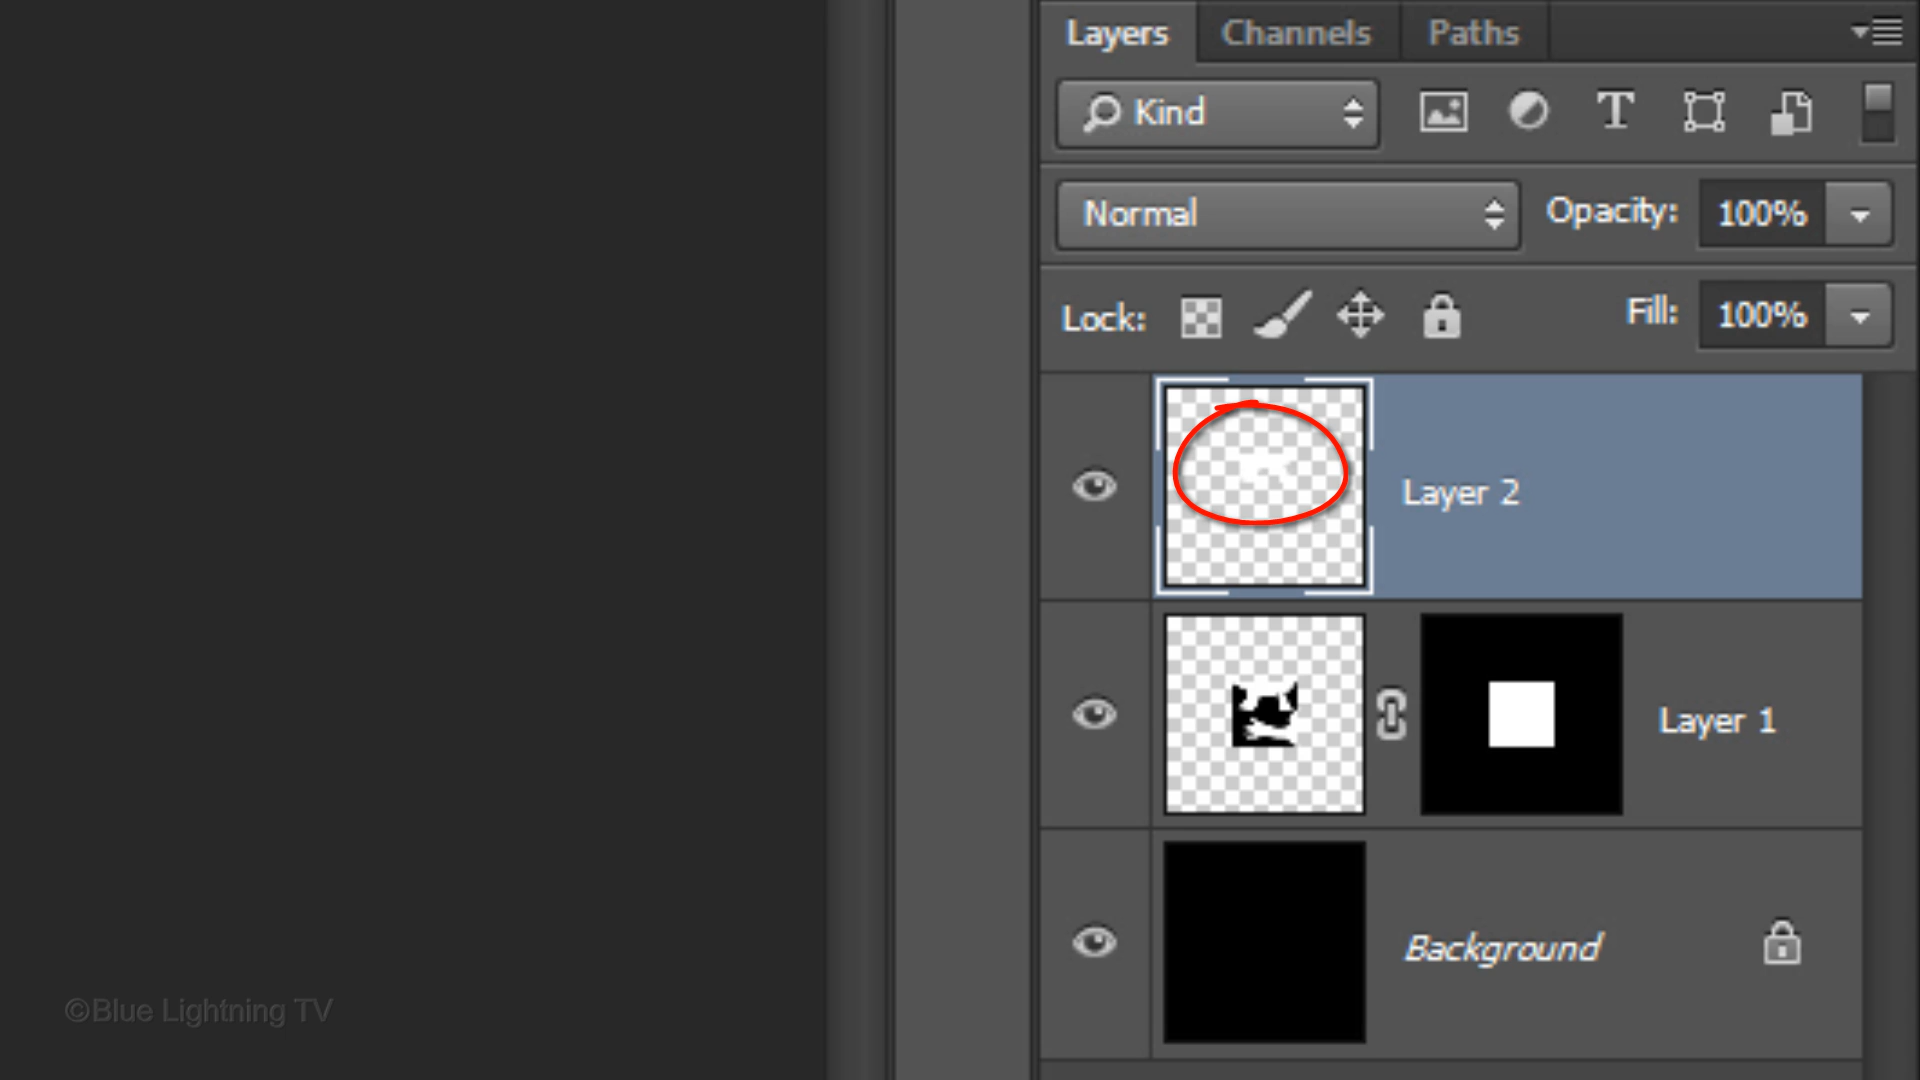 Layers Channels Paths
Kind
Normal Opacity: 100%
Lock: Fill: 100%
Layer 2
Layer 1
Background
©Blue Lightning TV